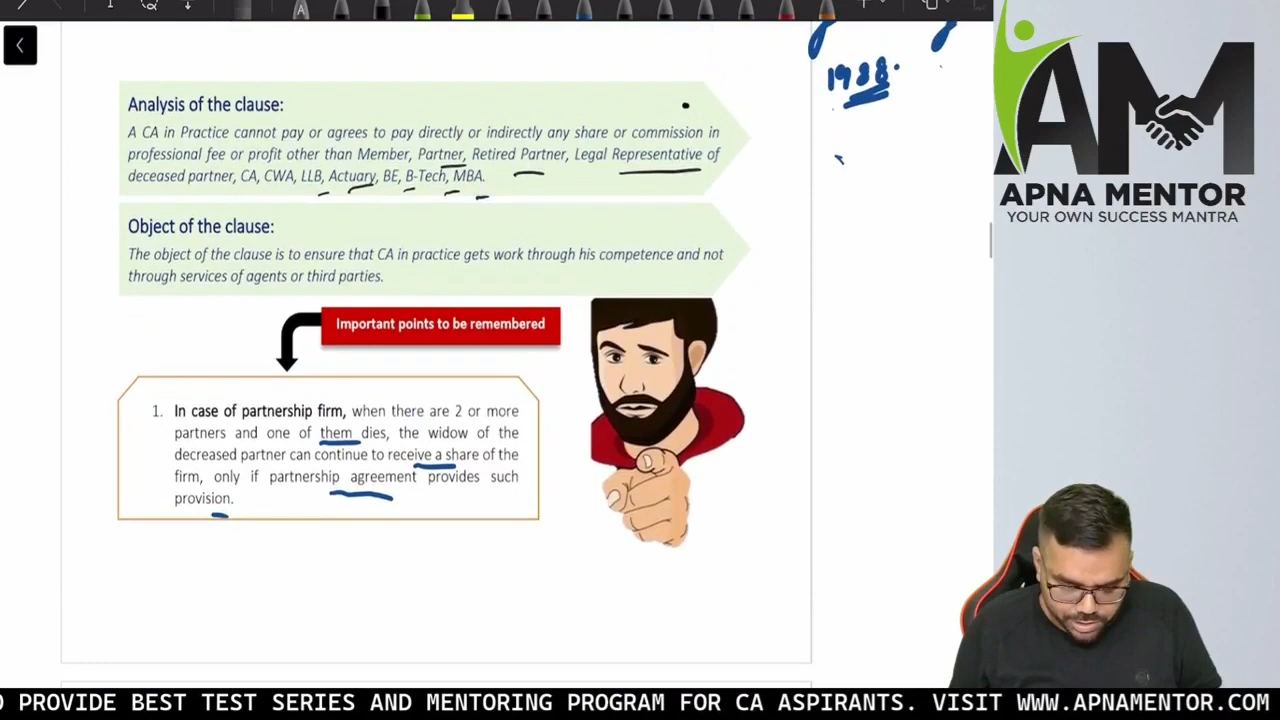 1988.
Analysis of the clause:
A CA in Practice cannot pay or agrees to pay directly or indirectly any share or commission in
professional fee or profit other than Member, Partner, Retired Partner, Legal Representative of
deceased partner, CA, CWA, LLB, Actuary, BE, B-Tech, MBA.
Object of the clause:
The object of the clause is to ensure that CA in practice gets work through his competence and not
through services of agents or third parties.
Important points to be remembered
1. In case of partnership firm, when there are 2 or more
partners and one of them dies, the widow of the
decreased partner can continue to receive a share of the
firm, only if partnership agreement provides such
provision.
AM
APNA MENTOR
YOUR OWN SUCCESS MANTRA
PROVIDE BEST TEST SERIES AND MENTORING PROGRAM FOR CA ASPIRANTS. VISIT WWW.APNAMENTOR.COM